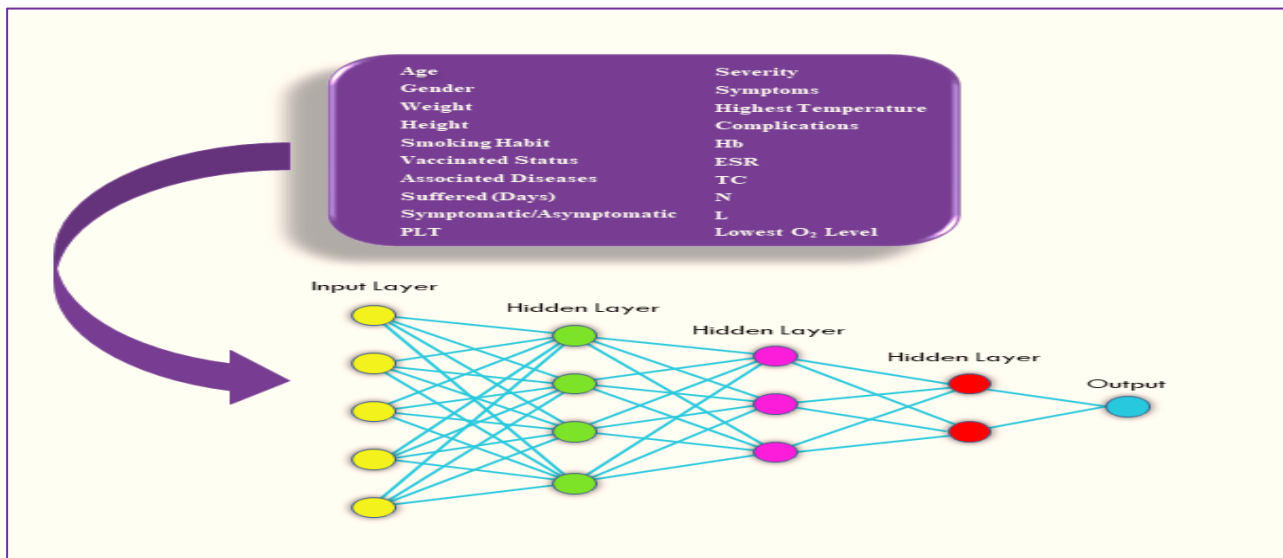 Age
Gender
Weight
Height
Smoking Habit
Vaccinated Status
Associated Diseases
Suffered (Days)
Symptomatic/Asymptomatic
PLT
Severity
Symptoms
Highest Temperature
Complications
Hb
ESR
TC
N
L
Lowest O₂ Level
Input Layer
Hidden Layer
Hidden Layer
Hidden Layer
Output